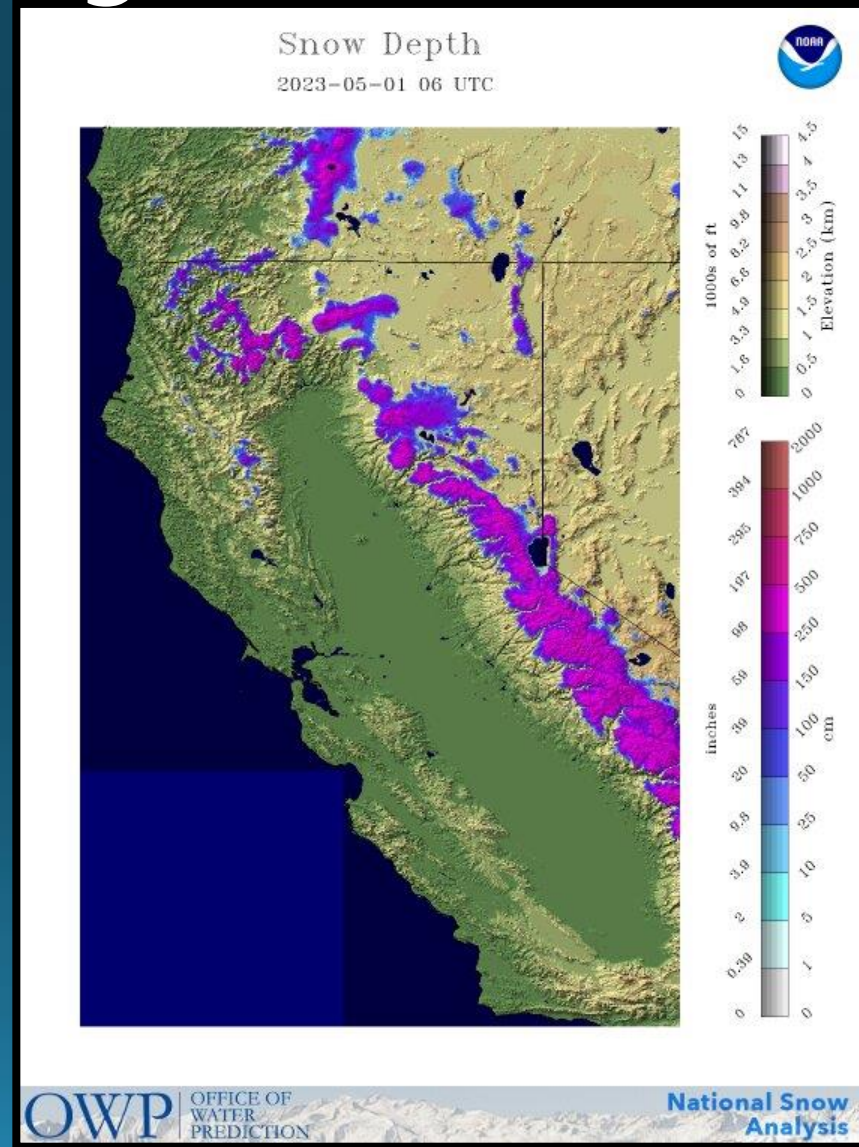 Snow Depth
2023-05-01 06 UTC
NOAA
15 4.5
13 4
11 3.5
9.8 3
8.2 2.5
6.6 2
4.9 1.5
3.3 1
1.6 0.5
0 0
1000s of ft
Elevation (km)
787 2000
394 1000
295 750
197 500
98 250
59 150
39 100
20 50
9.8 25
3.9 10
2 5
0.39 1
0 0
inches
cm
OWP
OFFICE OF
WATER
PREDICTION
National Snow
Analysis